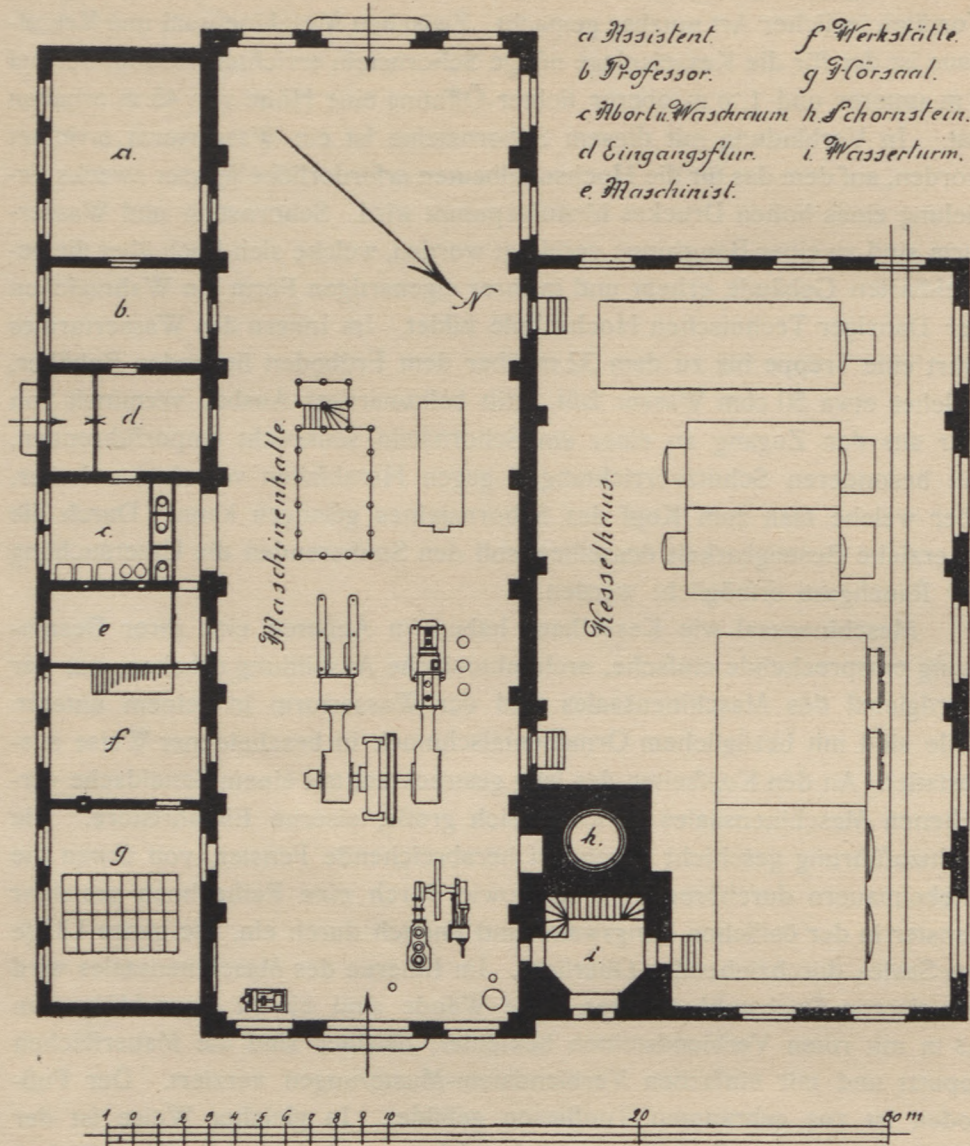 a Assistent.
b Professor.
c Abort u. Waschraum
d Eingangsflur.
e. Maschinist.
f Werkstätte.
g Hörsaal.
h. Schornstein.
i. Wasserturm.
a.
b.
d.
c.
e
f
g
N
Maschinenhalle.
Kesselhaus.
h.
i.
1 0 1 2 3 4 5 6 7 8 9 10 20 30 m